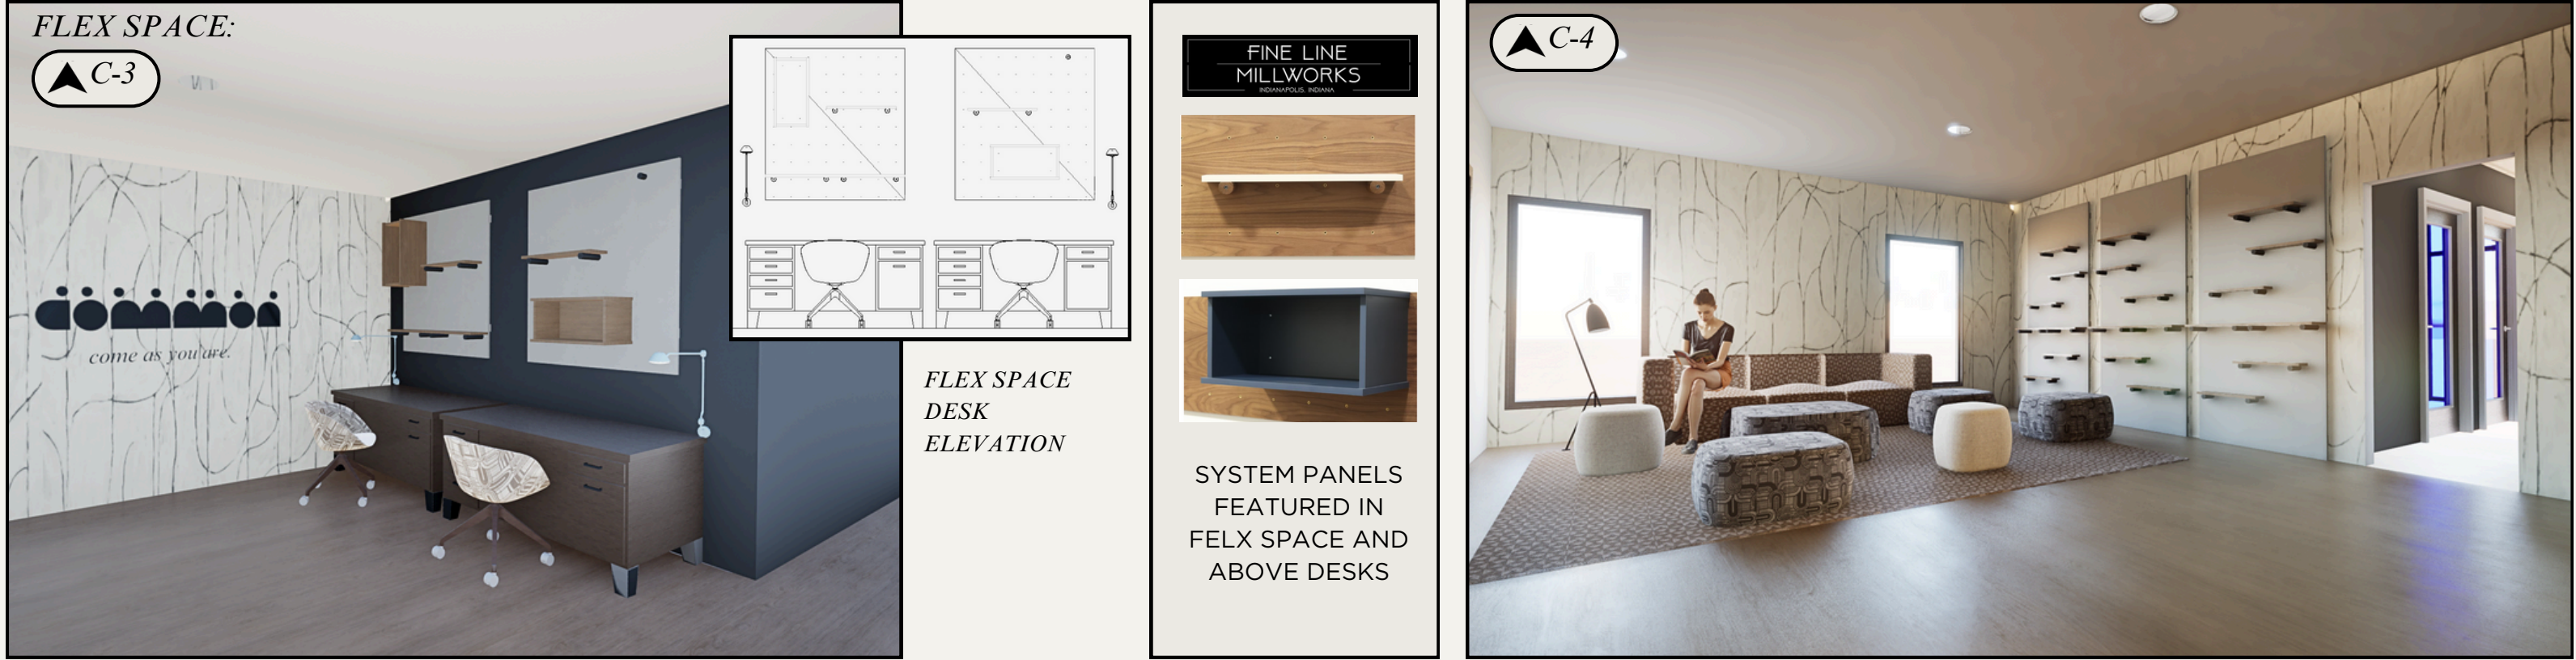 FLEX SPACE:
C-3
common
come as you are.
FLEX SPACE
DESK
ELEVATION
FINE LINE
MILLWORKS
INDIANAPOLIS, INDIANA
SYSTEM PANELS
FEATURED IN
FELX SPACE AND
ABOVE DESKS
C-4